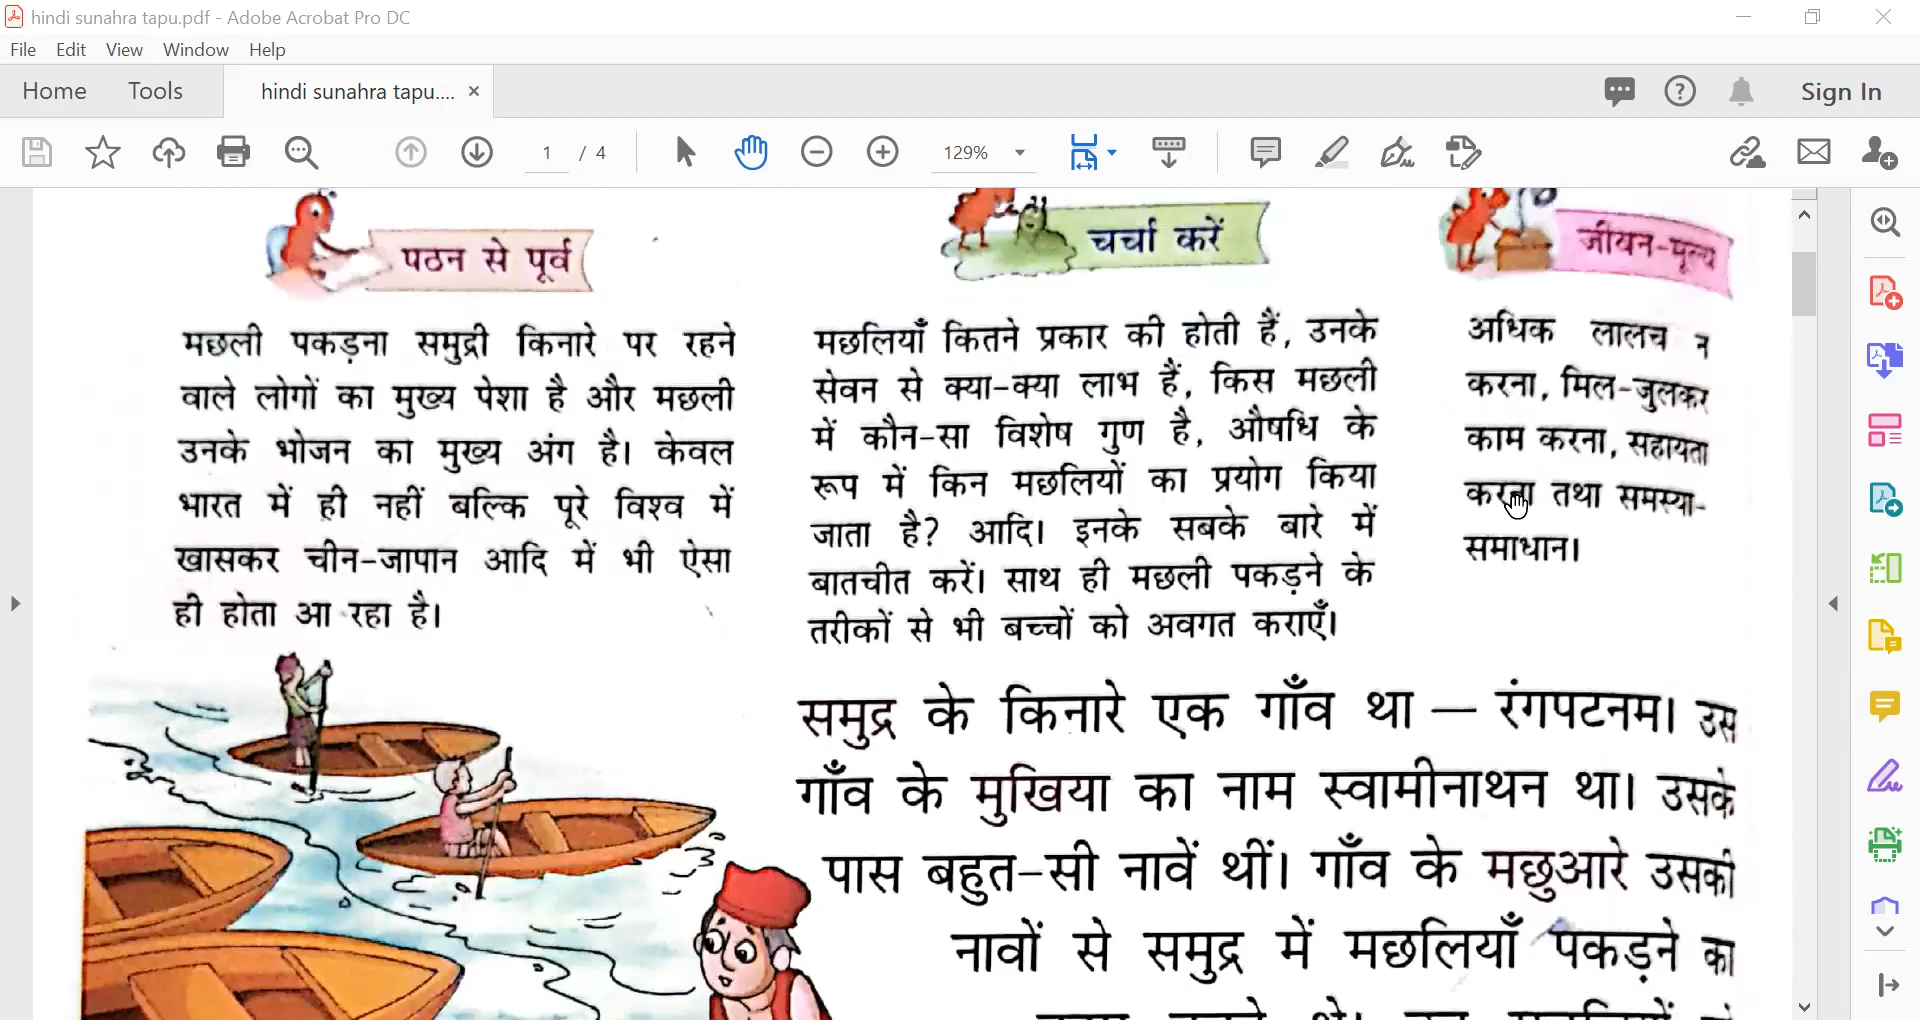 hindi sunahra tapu.pdf - Adobe Acrobat Pro DC
File Edit View Window Help
Home Tools hindi sunahra tapu.... × Sign In
1 / 4 129%
पठन से पूर्व
मछली पकड़ना समुद्री किनारे पर रहने
वाले लोगों का मुख्य पेशा है और मछली
उनके भोजन का मुख्य अंग है। केवल
भारत में ही नहीं बल्कि पूरे विश्व में
खासकर चीन-जापान आदि में भी ऐसा
ही होता आ रहा है।
चर्चा करें
मछलियाँ कितने प्रकार की होती हैं, उनके
सेवन से क्या-क्या लाभ हैं, किस मछली
में कौन-सा विशेष गुण है, औषधि के
रूप में किन मछलियों का प्रयोग किया
जाता है? आदि। इनके सबके बारे में
बातचीत करें। साथ ही मछली पकड़ने के
तरीकों से भी बच्चों को अवगत कराएँ।
जीवन-मूल्य
अधिक लालच न
करना, मिल-जुलकर
काम करना, सहायता
करना तथा समस्या-
समाधान।
समुद्र के किनारे एक गाँव था — रंगपटनम। उस
गाँव के मुखिया का नाम स्वामीनाथन था। उसके
पास बहुत-सी नावें थीं। गाँव के मछुआरे उसकी
नावों से समुद्र में मछलियाँ पकड़ने का